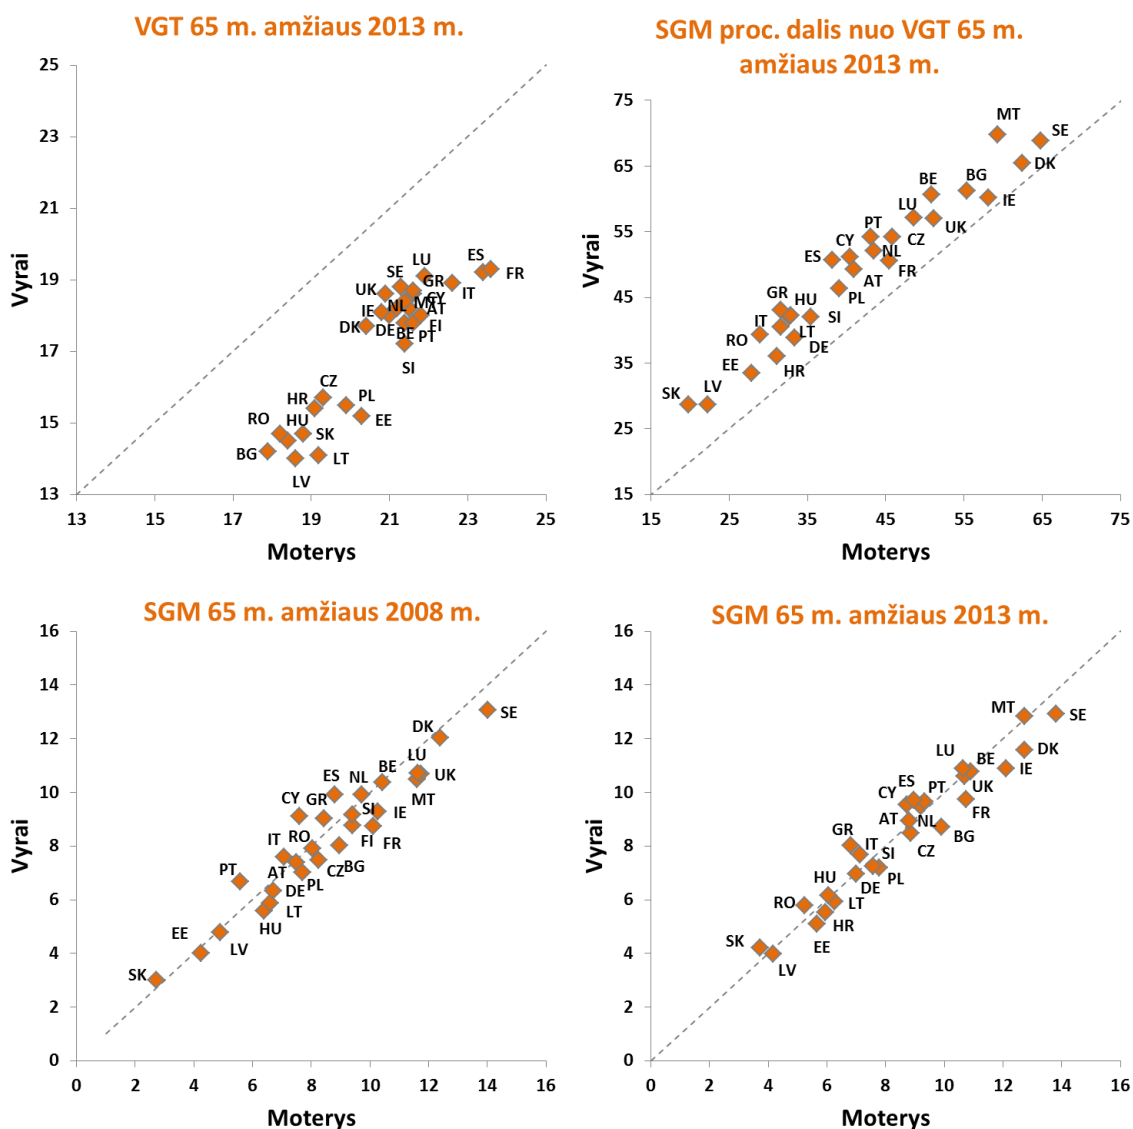 VGT 65 m. amžiaus 2013 m.
25
23
21
19
17
15
13
Vyrai
ES
FR
LU
SE
GR
IT
UK
CY
MT
NL
AT
IE
FI
DK
DE
BE
PT
SI
CZ
HR
PL
RO
HU
EE
SK
BG
LT
LV
13 15 17 19 21 23 25
Moterys
SGM proc. dalis nuo VGT 65 m.
amžiaus 2013 m.
75
65
55
45
35
25
15
Vyrai
MT
SE
DK
BE
BG
IE
LU
UK
PT
CZ
CY
NL
ES
FR
AT
PL
GR
HU
IT
SI
LT
RO
DE
EE
HR
SK
LV
15 25 35 45 55 65 75
Moterys
SGM 65 m. amžiaus 2008 m.
16
14
12
10
8
6
4
2
0
Vyrai
SE
DK
LU
BE
UK
ES
NL
MT
CY
GR
SI
IE
IT
RO
FI
FR
PT
AT
CZ
BG
PL
DE
LT
HU
EE
LV
SK
0 2 4 6 8 10 12 14 16
Moterys
SGM 65 m. amžiaus 2013 m.
16
14
12
10
8
6
4
2
0
Vyrai
MT
SE
LU
BE
DK
IE
ES
PT
UK
CY
FR
AT
NL
GR
IT
CZ
BG
SI
HU
DE
PL
RO
LT
HR
SK
EE
LV
0 2 4 6 8 10 12 14 16
Moterys